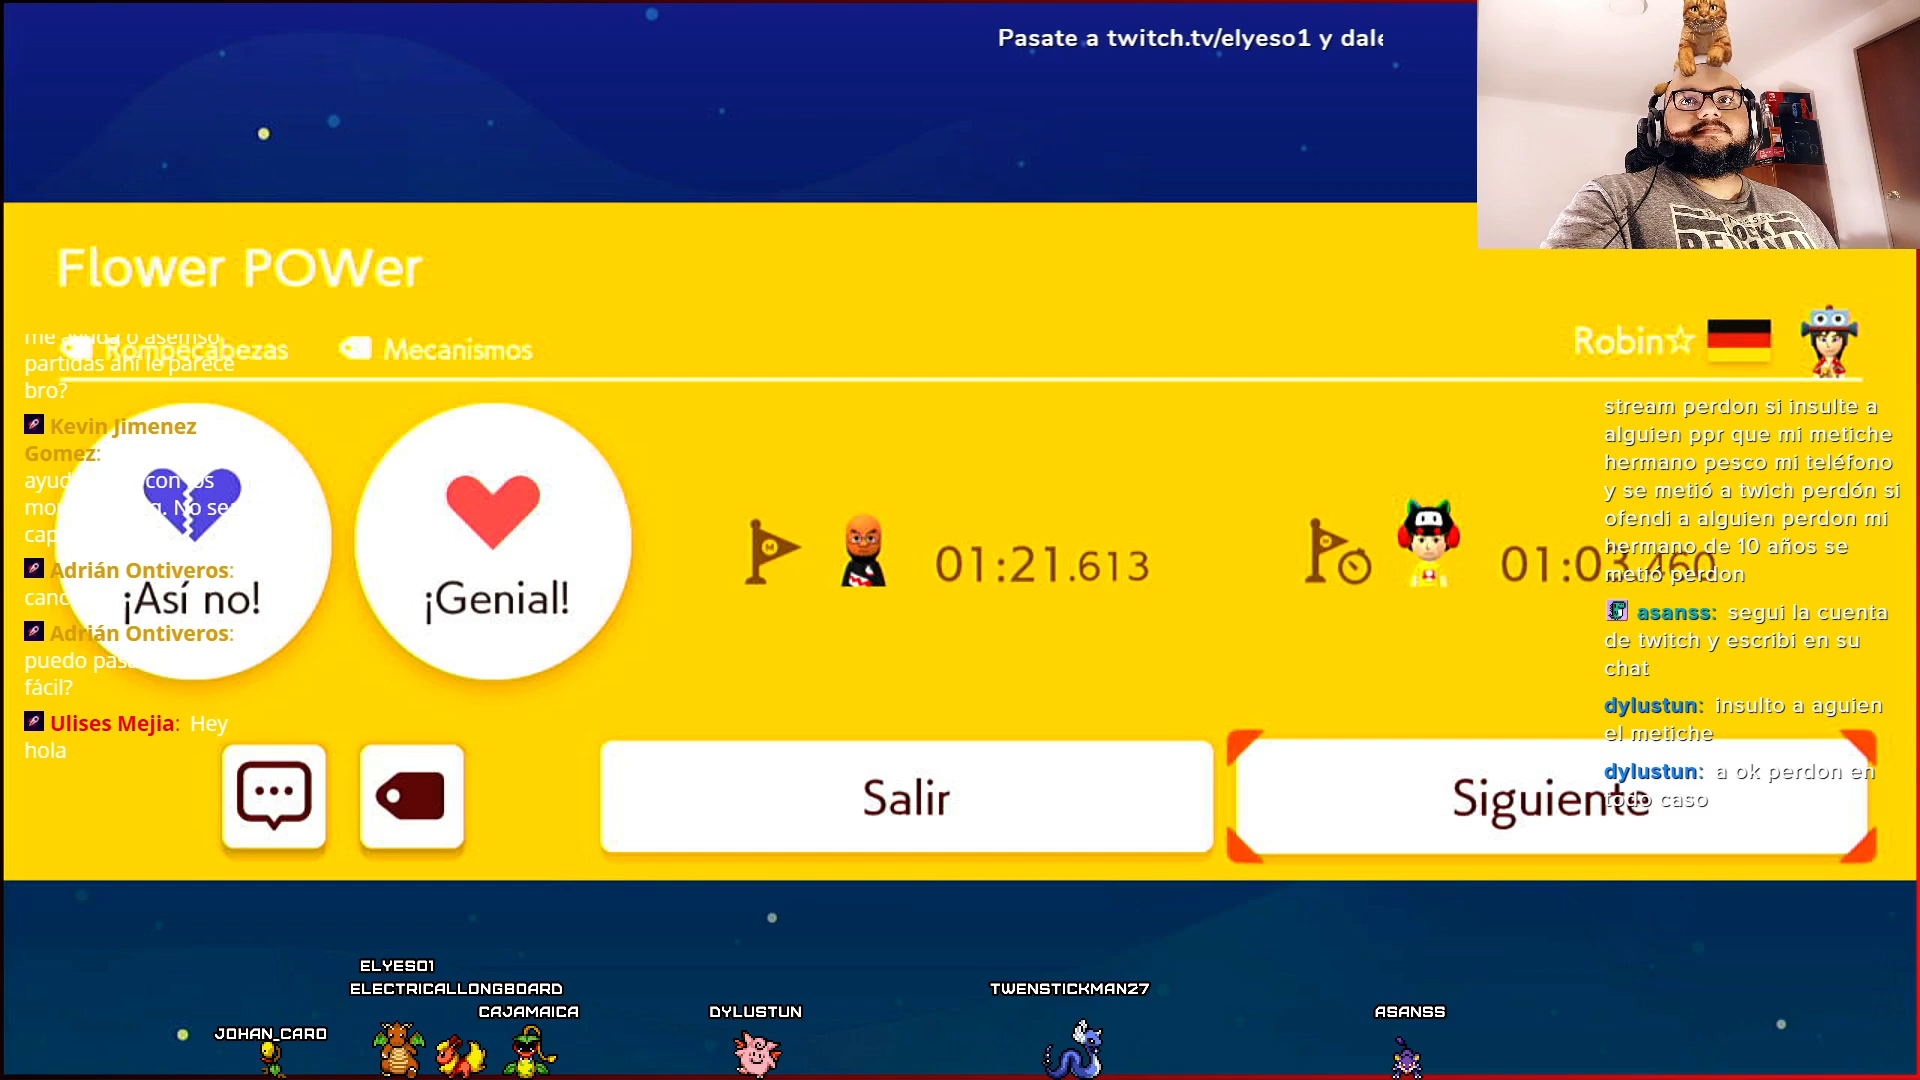 Pasate a twitch.tv/elyeso1 y dale
Flower POWer
Rompecabezas
Mecanismos
Robin☆
partidas ahi le parece
bro?
Kevin Jimenez
Gomez:
Adrián Ontiveros:
Adrián Ontiveros:
fácil?
Ulises Mejia: Hey
hola
¡Así no!
¡Genial!
01:21.613
01:03.460
stream perdon si insulte a
alguien ppr que mi metiche
hermano pesco mi teléfono
y se metió a twich perdón si
ofendi a alguien perdon mi
hermano de 10 años se
metió perdon
asanss: segui la cuenta
de twitch y escribi en su
chat
dylustun: insulto a aguien
el metiche
dylustun: a ok perdon en
todo caso
Salir
Siguiente
ELYESO1
ELECTRICALLONGBOARD
CAJAMAICA
JOHAN_CARO
DYLUSTUN
TWENSTICKMAN27
ASANSS